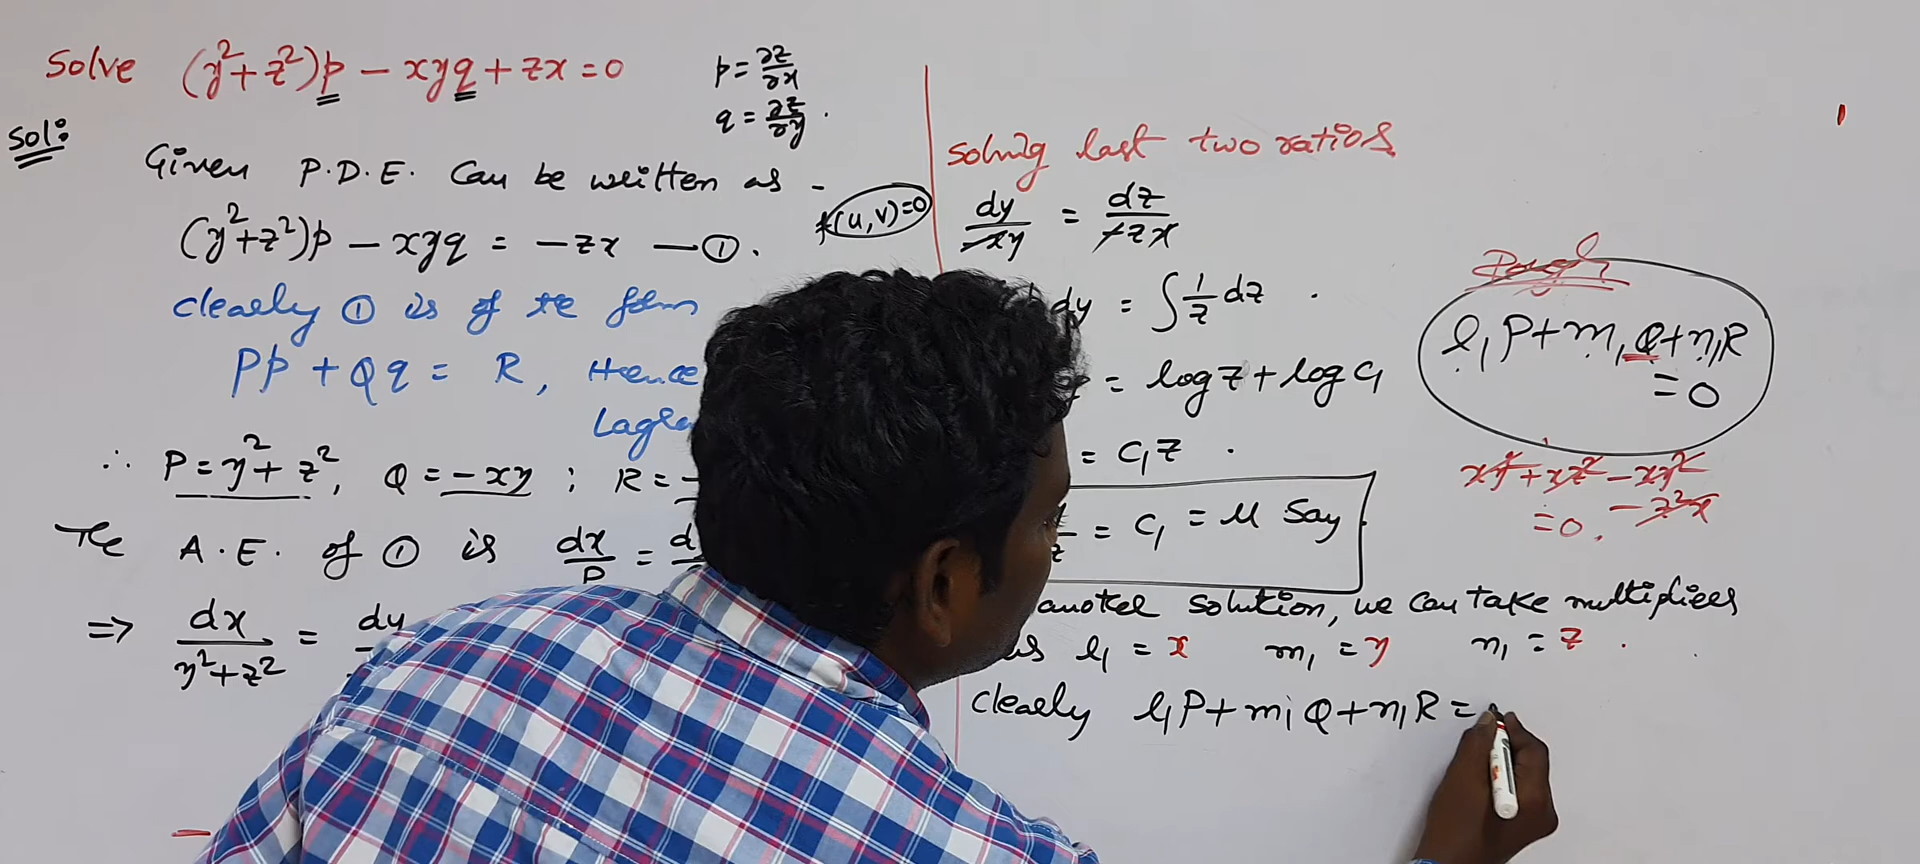 Solve (y²+z²)p − xyq + zx = 0
p = ∂z/∂x
q = ∂z/∂y .
Sol:
Given P.D.E. can be written as −
(y²+z²)p − xyq = −zx —①.
(u,v)=0
clearly ① is of the form
Pp + Qq = R, Hence
∴ P = y²+z², Q = −xy ; R = −
The A.E. of ① is dx/P =
⇒ dx/(y²+z²) = dy
solving last two ratios
dy/−xy = dz/−zx
dy = ∫ 1/z dz .
= log z + log c₁
= c₁z .
= c₁ = u say
another solution, we can take multipliers
as l₁ = x m₁ = y n₁ = z .
clearly l₁P + m₁Q + n₁R =
Rough
l₁P + m₁Q + n₁R
= 0
xy² + xz² − xy²
− z²x
= 0.